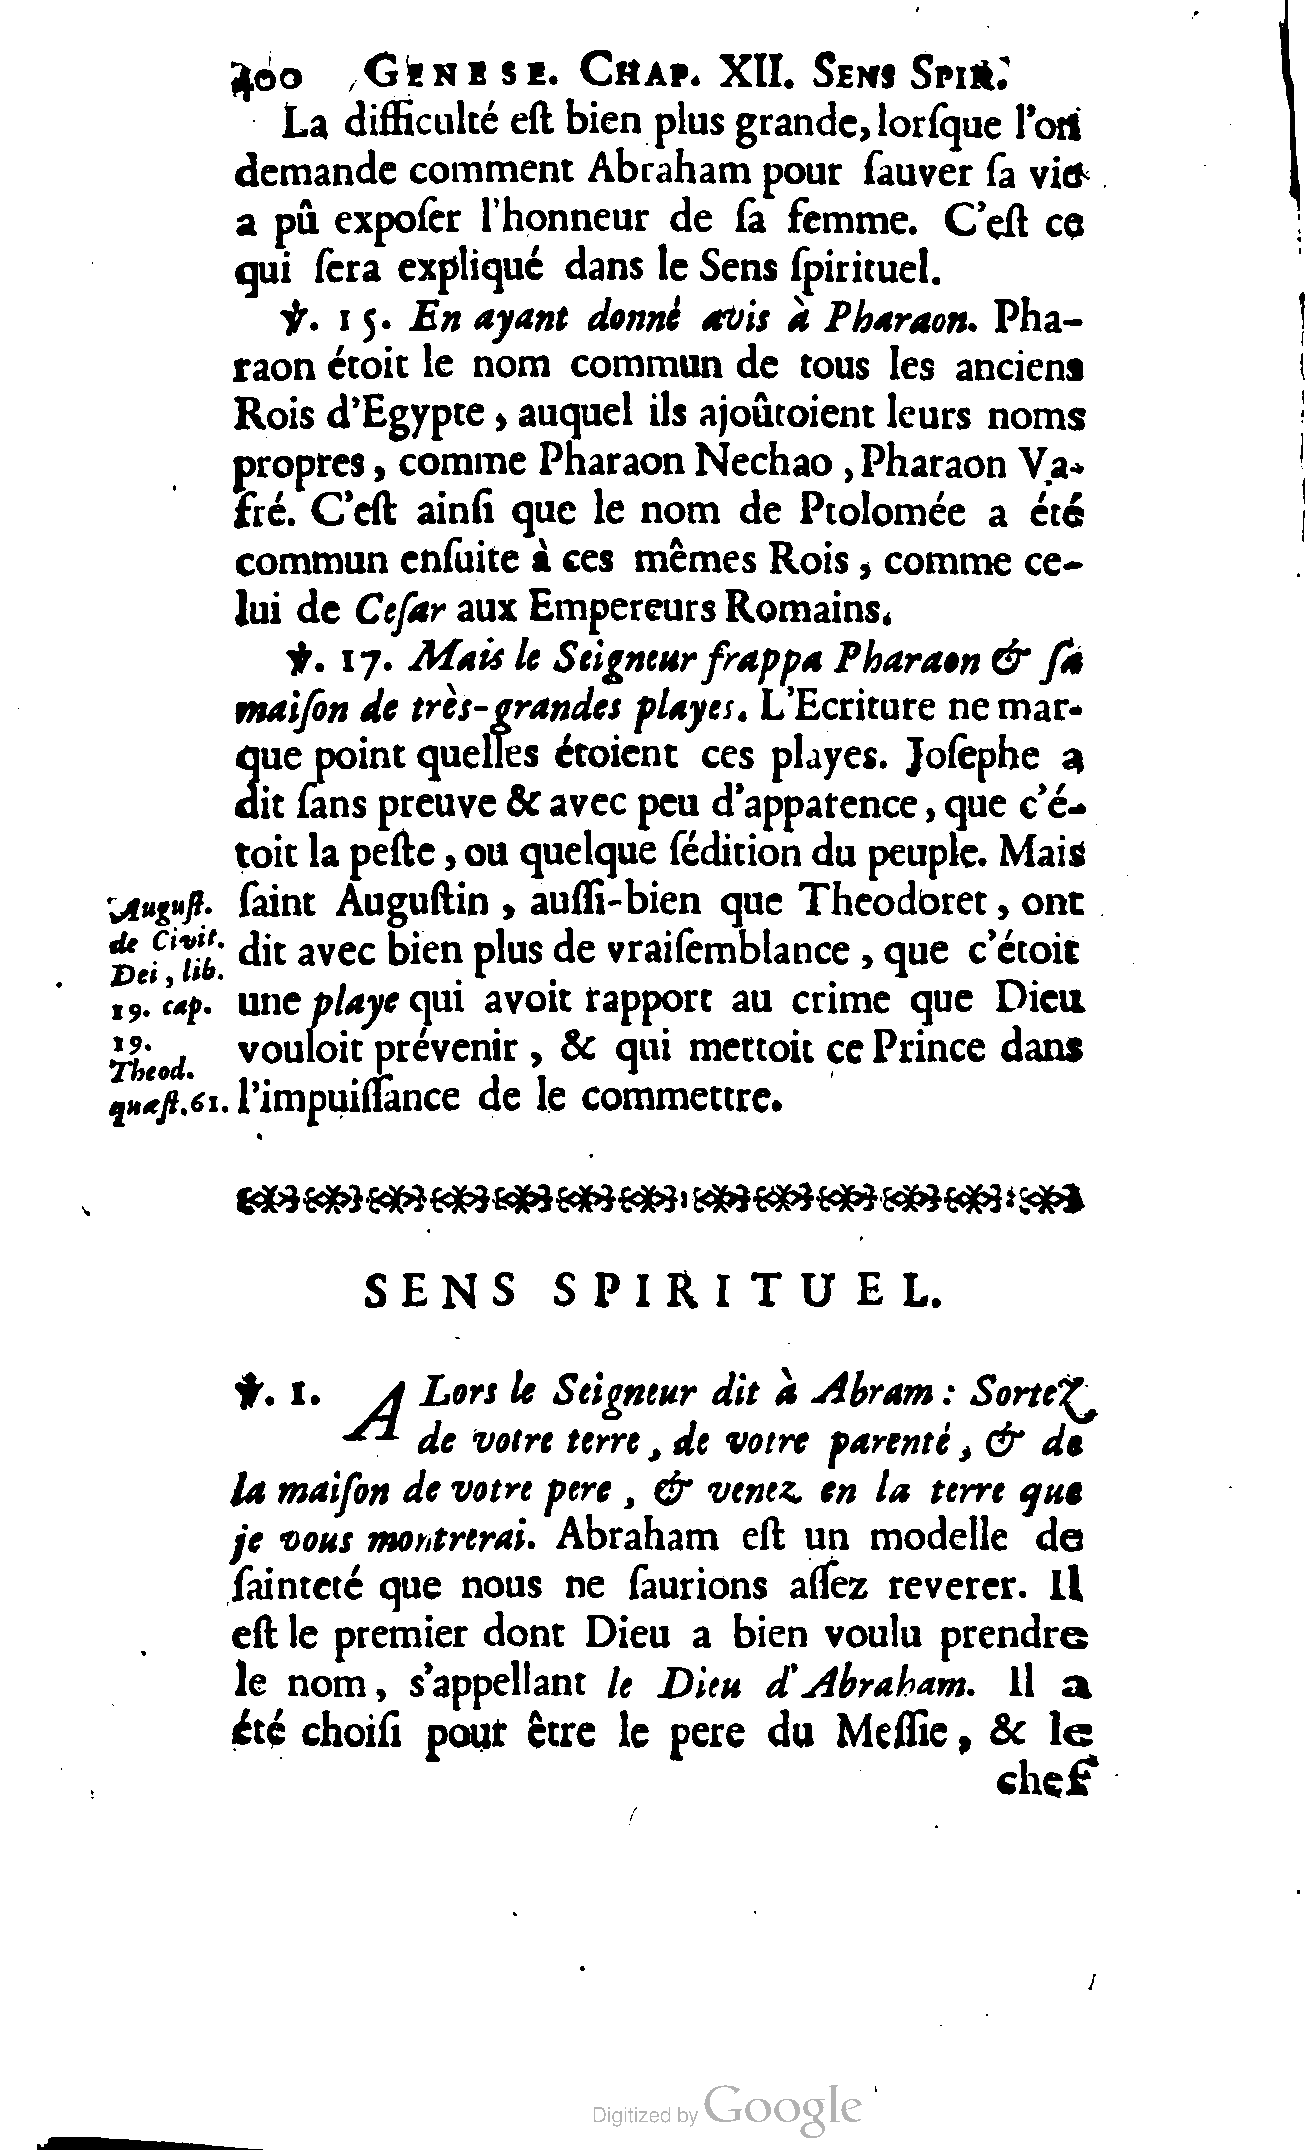 400 GENESE. CHAP. XII. SENS SPIR.
La difficulté eſt bien plus grande, lorſque l'on
demande comment Abraham pour ſauver ſa vie
a pû expoſer l'honneur de ſa femme. C'eſt ce
qui ſera expliqué dans le Sens ſpirituel.
℣. 15. En ayant donné avis à Pharaon. Pha-
raon étoit le nom commun de tous les anciens
Rois d'Egypte, auquel ils ajoûtoient leurs noms
propres, comme Pharaon Nechao, Pharaon Va-
fré. C'eſt ainſi que le nom de Ptolomée a été
commun enſuite à ces mêmes Rois, comme ce-
lui de Ceſar aux Empereurs Romains.
℣. 17. Mais le Seigneur frappa Pharaon & ſa
maiſon de très-grandes playes. L'Ecriture ne mar-
que point quelles étoient ces playes. Joſephe a
dit ſans preuve & avec peu d'apparence, que c'é-
toit la peſte, ou quelque ſédition du peuple. Mais
ſaint Auguſtin, auſſi-bien que Theodoret, ont
dit avec bien plus de vraiſemblance, que c'étoit
une playe qui avoit rapport au crime que Dieu
vouloit prévenir, & qui mettoit ce Prince dans
l'impuiſſance de le commettre.
Auguſt.
de Civit.
Dei, lib.
19. cap.
19.
Theod.
quæſt. 61.
SENS SPIRITUEL.
℣. 1. ALors le Seigneur dit à Abram : Sortez
de votre terre, de votre parenté, & de
la maiſon de votre pere, & venez en la terre que
je vous montrerai. Abraham eſt un modelle de
ſainteté que nous ne ſaurions aſſez reverer. Il
eſt le premier dont Dieu a bien voulu prendre
le nom, s'appellant le Dieu d'Abraham. Il a
été choiſi pour être le pere du Meſſie, & le
chef
Digitized by Google